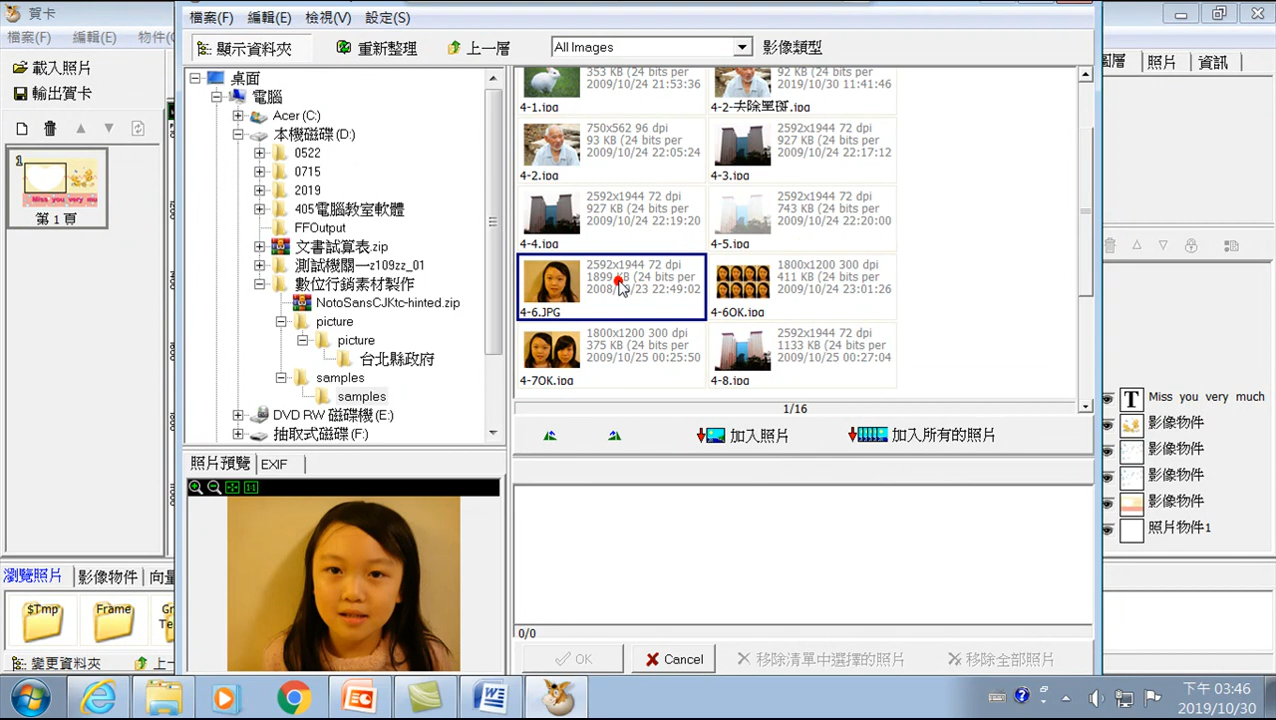 賀卡
檔案(F) 編輯(E) 物件(
載入照片
輸出賀卡
1
Miss you very mu
第 1 頁
瀏覽照片 影像物件 向量
$Tmp Frame Gr
Te
變更資料夾 上一
檔案(F) 編輯(E) 檢視(V) 設定(S)
顯示資料夾 重新整理 上一層 All Images 影像類型
桌面
電腦
Acer (C:)
本機磁碟 (D:)
0522
0715
2019
405電腦教室軟體
FFOutput
文書試算表.zip
測試機關一z109zz_01
數位行銷素材製作
NotoSansCJKtc-hinted.zip
picture
picture
台北縣政府
samples
samples
DVD RW 磁碟機 (E:)
抽取式磁碟 (F:)
353 KB (24 bits per
2009/10/24 21:53:36
4-1.jpg
92 KB (24 bits per
2009/10/30 11:41:46
4-2-去除黑斑.jpg
750x562 96 dpi
93 KB (24 bits per
2009/10/24 22:05:24
4-2.jpg
2592x1944 72 dpi
927 KB (24 bits per
2009/10/24 22:17:12
4-3.jpg
2592x1944 72 dpi
927 KB (24 bits per
2009/10/24 22:19:20
4-4.jpg
2592x1944 72 dpi
743 KB (24 bits per
2009/10/24 22:20:00
4-5.jpg
2592x1944 72 dpi
1899 KB (24 bits per
23 22:49:02
4-6.JPG
1800x1200 300 dpi
411 KB (24 bits per
2009/10/24 23:01:26
4-6OK.jpg
1800x1200 300 dpi
375 KB (24 bits per
2009/10/25 00:25:50
4-7OK.jpg
2592x1944 72 dpi
1133 KB (24 bits per
2009/10/25 00:27:04
4-8.jpg
1/16
加入照片 加入所有的照片
照片預覽 EXIF
0/0
OK Cancel 移除清單中選擇的照片 移除全部照片
圖層 照片 資訊
T Miss you very much
影像物件
影像物件
影像物件
影像物件
照片物件1
下午 03:46
2019/10/30